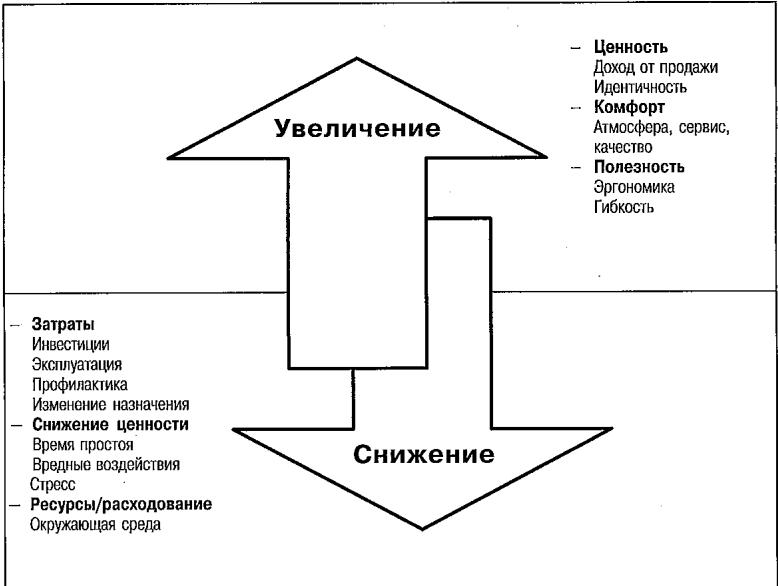 – Ценность
Доход от продажи
Идентичность
– Комфорт
Атмосфера, сервис,
качество
– Полезность
Эргономика
Гибкость
Увеличение
– Затраты
Инвестиции
Эксплуатация
Профилактика
Изменение назначения
– Снижение ценности
Время простоя
Вредные воздействия
Стресс
– Ресурсы/расходование
Окружающая среда
Снижение